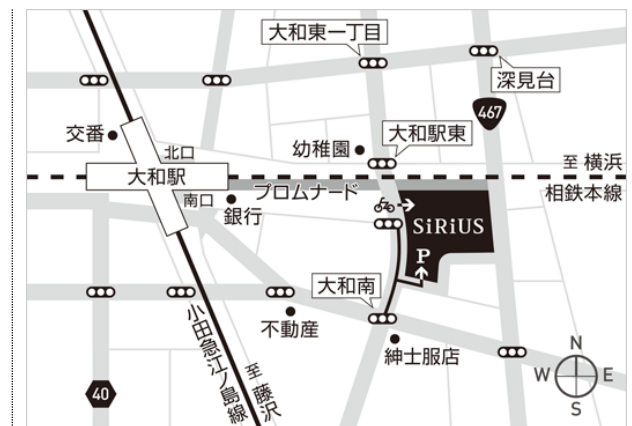 大和東一丁目
深見台
467
交番
北口
幼稚園
大和駅東
至 横浜
大和駅
プロムナード
相鉄本線
南口
銀行
SiRiUS
P
大和南
不動産
紳士服店
小田急江ノ島線
至 藤沢
40
N
W
E
S